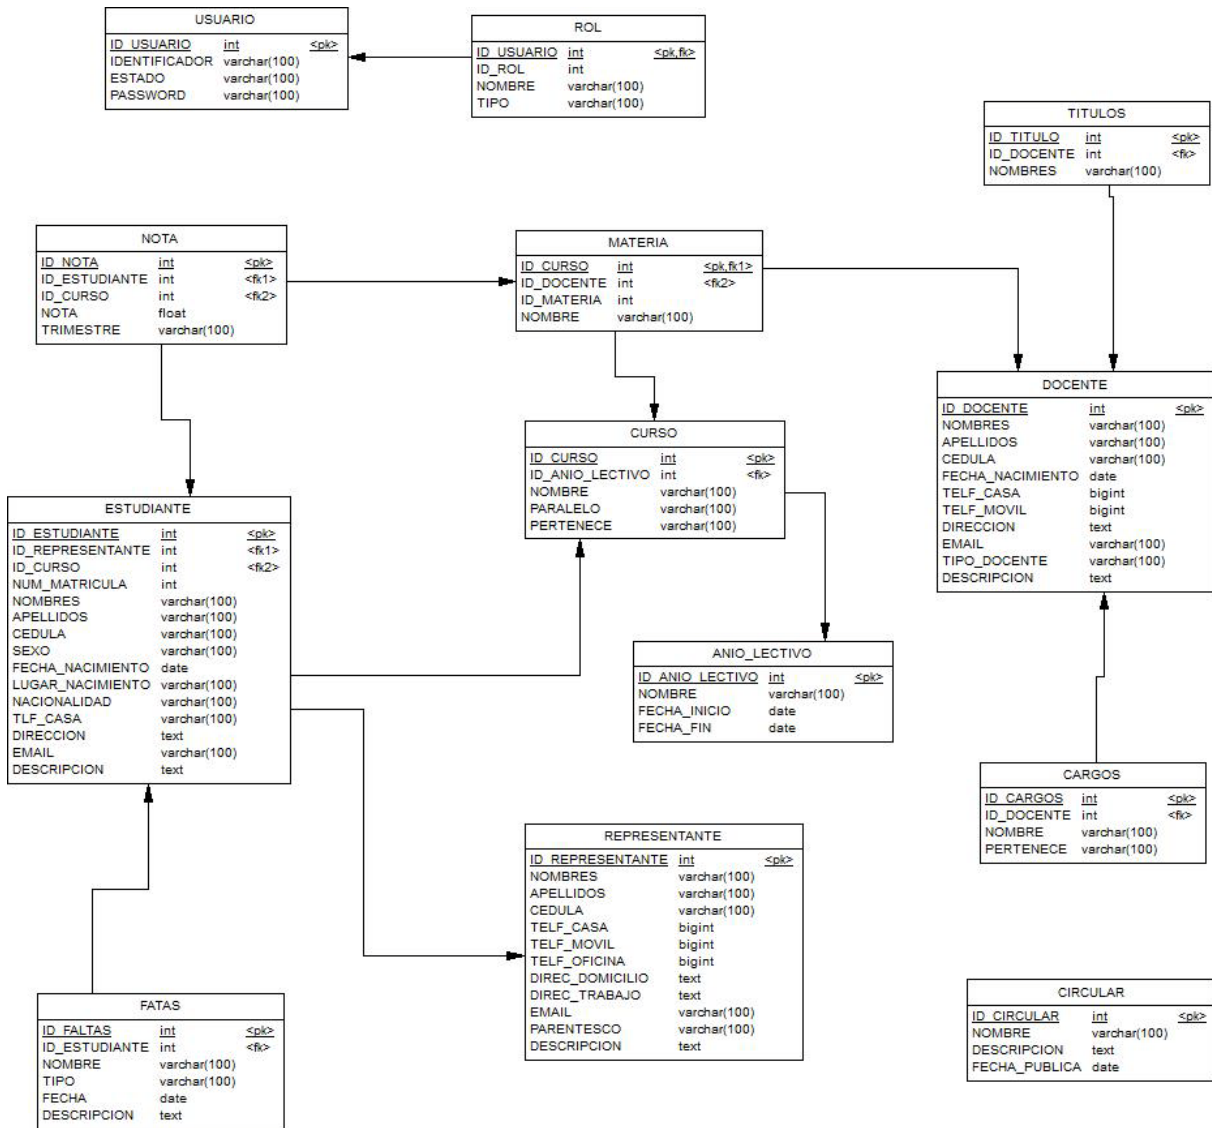 USUARIO
ID_USUARIO int <pk>
IDENTIFICADOR varchar(100)
ESTADO varchar(100)
PASSWORD varchar(100)
ROL
ID_USUARIO int <pk,fk>
ID_ROL int
NOMBRE varchar(100)
TIPO varchar(100)
TITULOS
ID_TITULO int <pk>
ID_DOCENTE int <fk>
NOMBRES varchar(100)
NOTA
ID_NOTA int <pk>
ID_ESTUDIANTE int <fk1>
ID_CURSO int <fk2>
NOTA float
TRIMESTRE varchar(100)
MATERIA
ID_CURSO int <pk,fk1>
ID_DOCENTE int <fk2>
ID_MATERIA int
NOMBRE varchar(100)
DOCENTE
ID_DOCENTE int <pk>
NOMBRES varchar(100)
APELLIDOS varchar(100)
CEDULA varchar(100)
FECHA_NACIMIENTO date
TELF_CASA bigint
TELF_MOVIL bigint
DIRECCION text
EMAIL varchar(100)
TIPO_DOCENTE varchar(100)
DESCRIPCION text
CURSO
ID_CURSO int <pk>
ID_ANIO_LECTIVO int <fk>
NOMBRE varchar(100)
PARALELO varchar(100)
PERTENECE varchar(100)
ESTUDIANTE
ID_ESTUDIANTE int <pk>
ID_REPRESENTANTE int <fk1>
ID_CURSO int <fk2>
NUM_MATRICULA int
NOMBRES varchar(100)
APELLIDOS varchar(100)
CEDULA varchar(100)
SEXO varchar(100)
FECHA_NACIMIENTO date
LUGAR_NACIMIENTO varchar(100)
NACIONALIDAD varchar(100)
TLF_CASA varchar(100)
DIRECCION text
EMAIL varchar(100)
DESCRIPCION text
ANIO_LECTIVO
ID_ANIO_LECTIVO int <pk>
NOMBRE varchar(100)
FECHA_INICIO date
FECHA_FIN date
CARGOS
ID_CARGOS int <pk>
ID_DOCENTE int <fk>
NOMBRE varchar(100)
PERTENECE varchar(100)
REPRESENTANTE
ID_REPRESENTANTE int <pk>
NOMBRES varchar(100)
APELLIDOS varchar(100)
CEDULA varchar(100)
TELF_CASA bigint
TELF_MOVIL bigint
TELF_OFICINA bigint
DIREC_DOMICILIO text
DIREC_TRABAJO text
EMAIL varchar(100)
PARENTESCO varchar(100)
DESCRIPCION text
FATAS
ID_FALTAS int <pk>
ID_ESTUDIANTE int <fk>
NOMBRE varchar(100)
TIPO varchar(100)
FECHA date
DESCRIPCION text
CIRCULAR
ID_CIRCULAR int <pk>
NOMBRE varchar(100)
DESCRIPCION text
FECHA_PUBLICA date